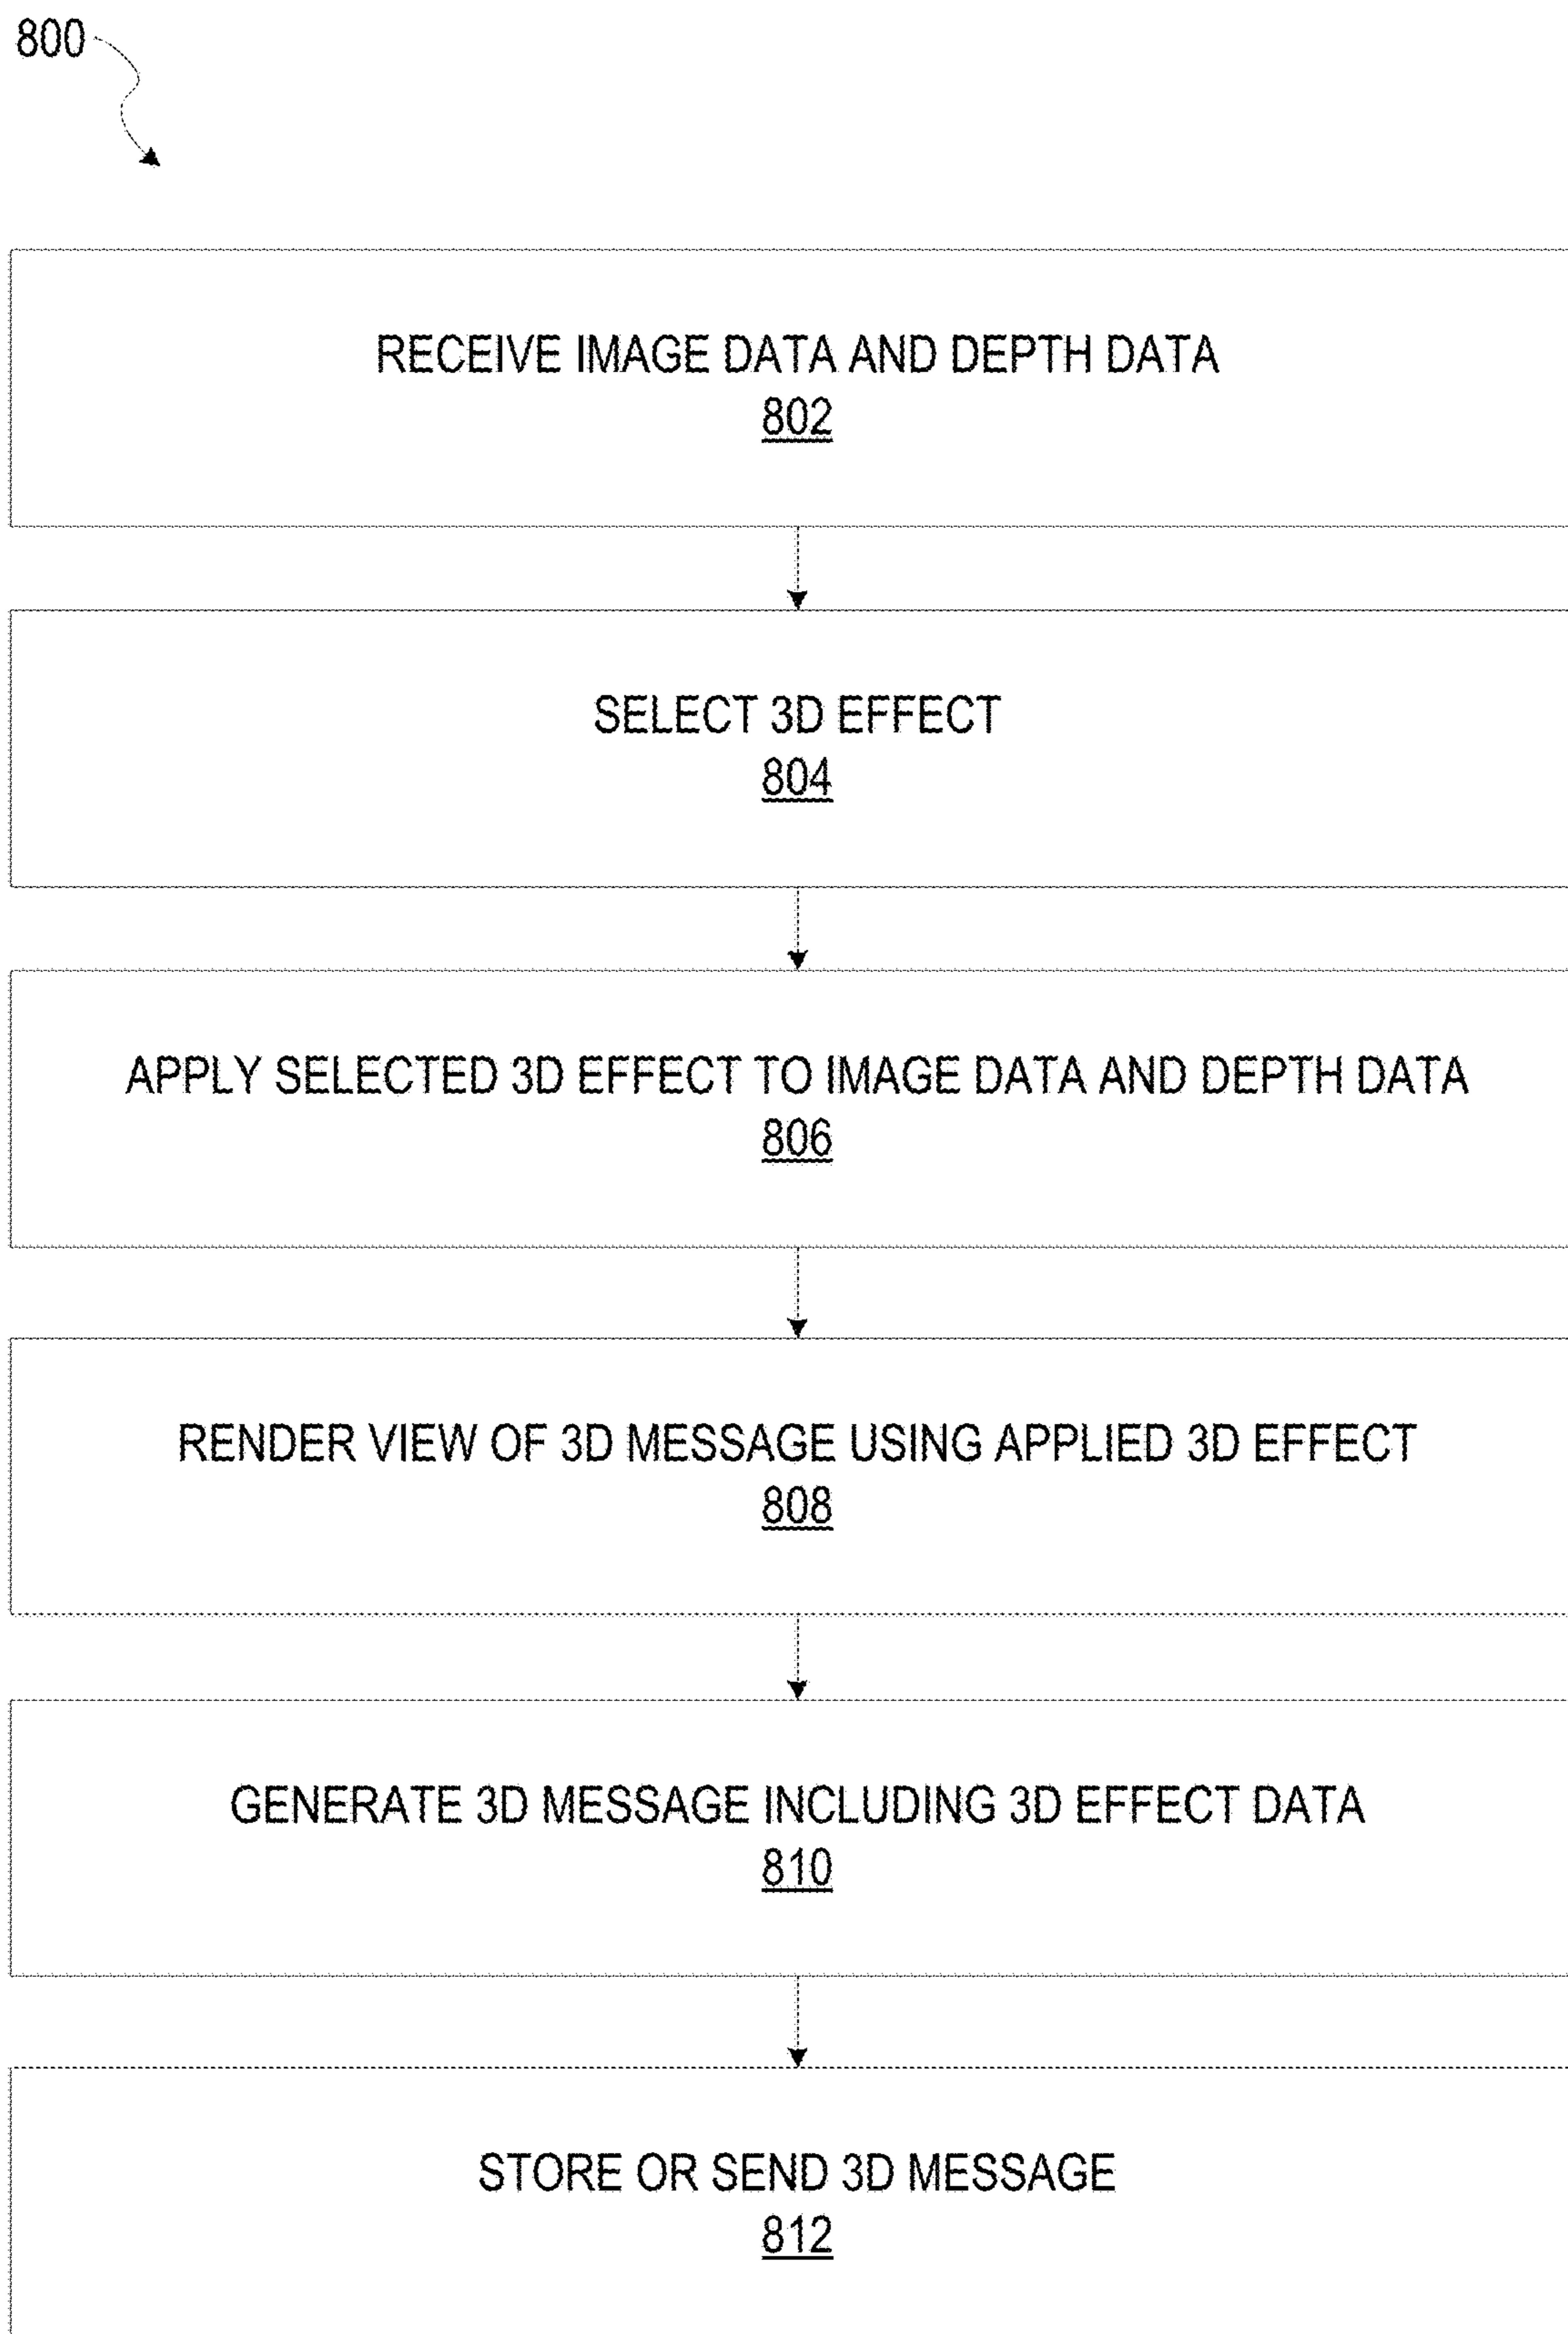 800
RECEIVE IMAGE DATA AND DEPTH DATA
802
SELECT 3D EFFECT
804
APPLY SELECTED 3D EFFECT TO IMAGE DATA AND DEPTH DATA
806
RENDER VIEW OF 3D MESSAGE USING APPLIED 3D EFFECT
808
GENERATE 3D MESSAGE INCLUDING 3D EFFECT DATA
810
STORE OR SEND 3D MESSAGE
812